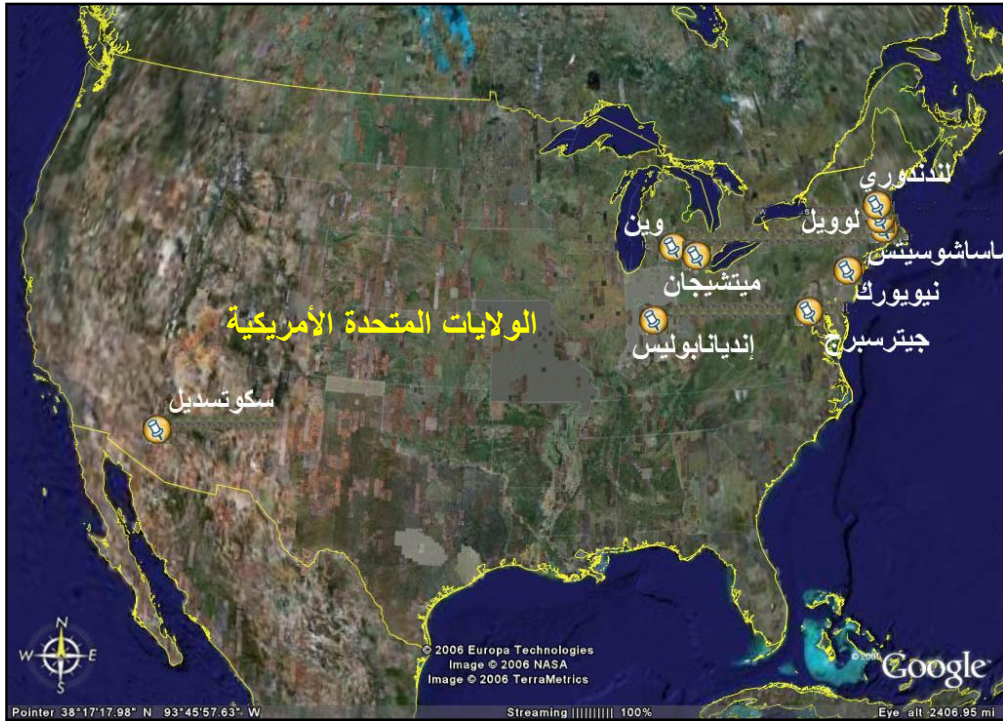 لندندوري
لوويل
وين
ماساشوسيتس
ميتشيجان
نيويورك
الولايات المتحدة الأمريكية
إنديانابوليس
جيترسبرج
سكوتسديل
N
W E
S
© 2006 Europa Technologies
Image © 2006 NASA
Image © 2006 TerraMetrics
Google
Pointer 38°17'17.98" N 93°45'57.63" W
Streaming |||||||||| 100%
Eye alt 2406.95 mi